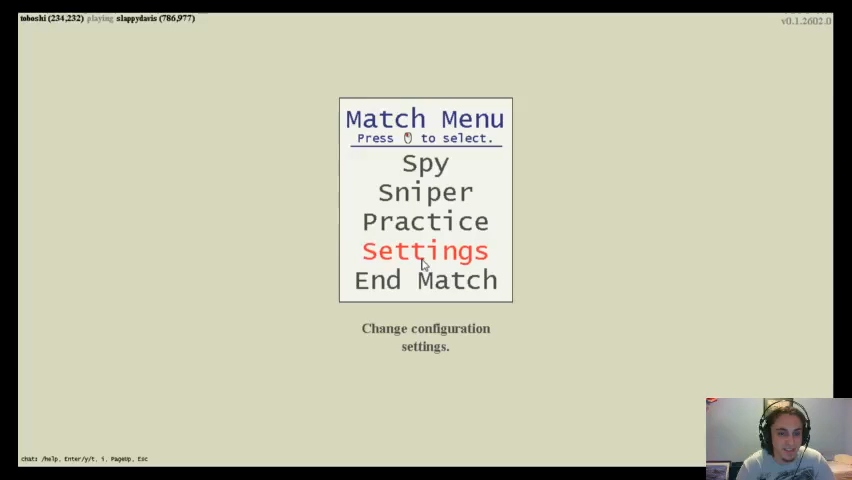 toboshi (234,232) playing slappydavis (786,977)
v0.1.2602.0
Match Menu
Press to select.
Spy
Sniper
Practice
Settings
End Match
Change configuration
settings.
chat: /help, Enter/y/t, i, PageUp, Esc